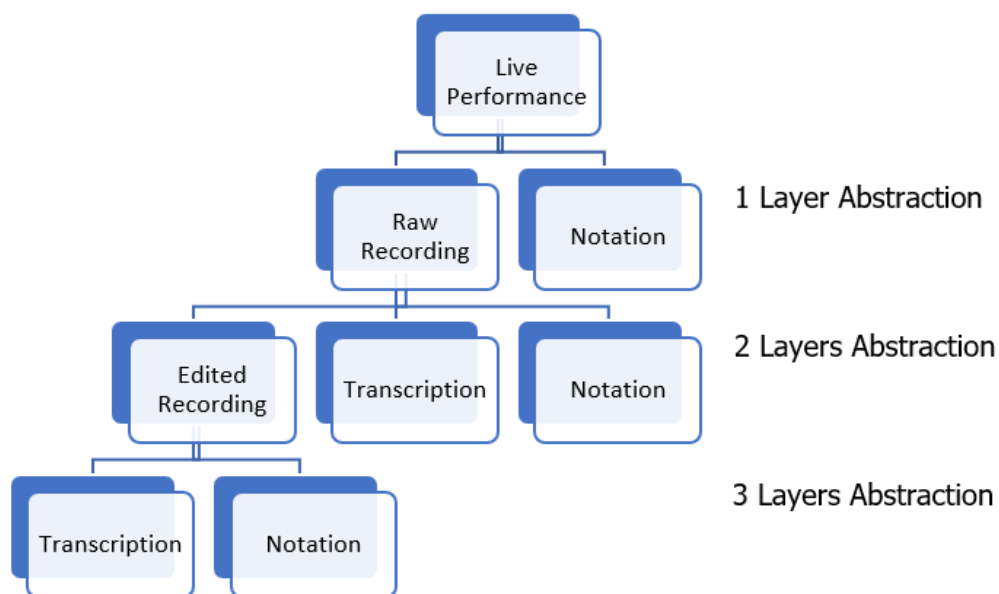 Live
Performance
Raw
Recording
Notation
1 Layer Abstraction
Edited
Recording
Transcription
Notation
2 Layers Abstraction
Transcription
Notation
3 Layers Abstraction